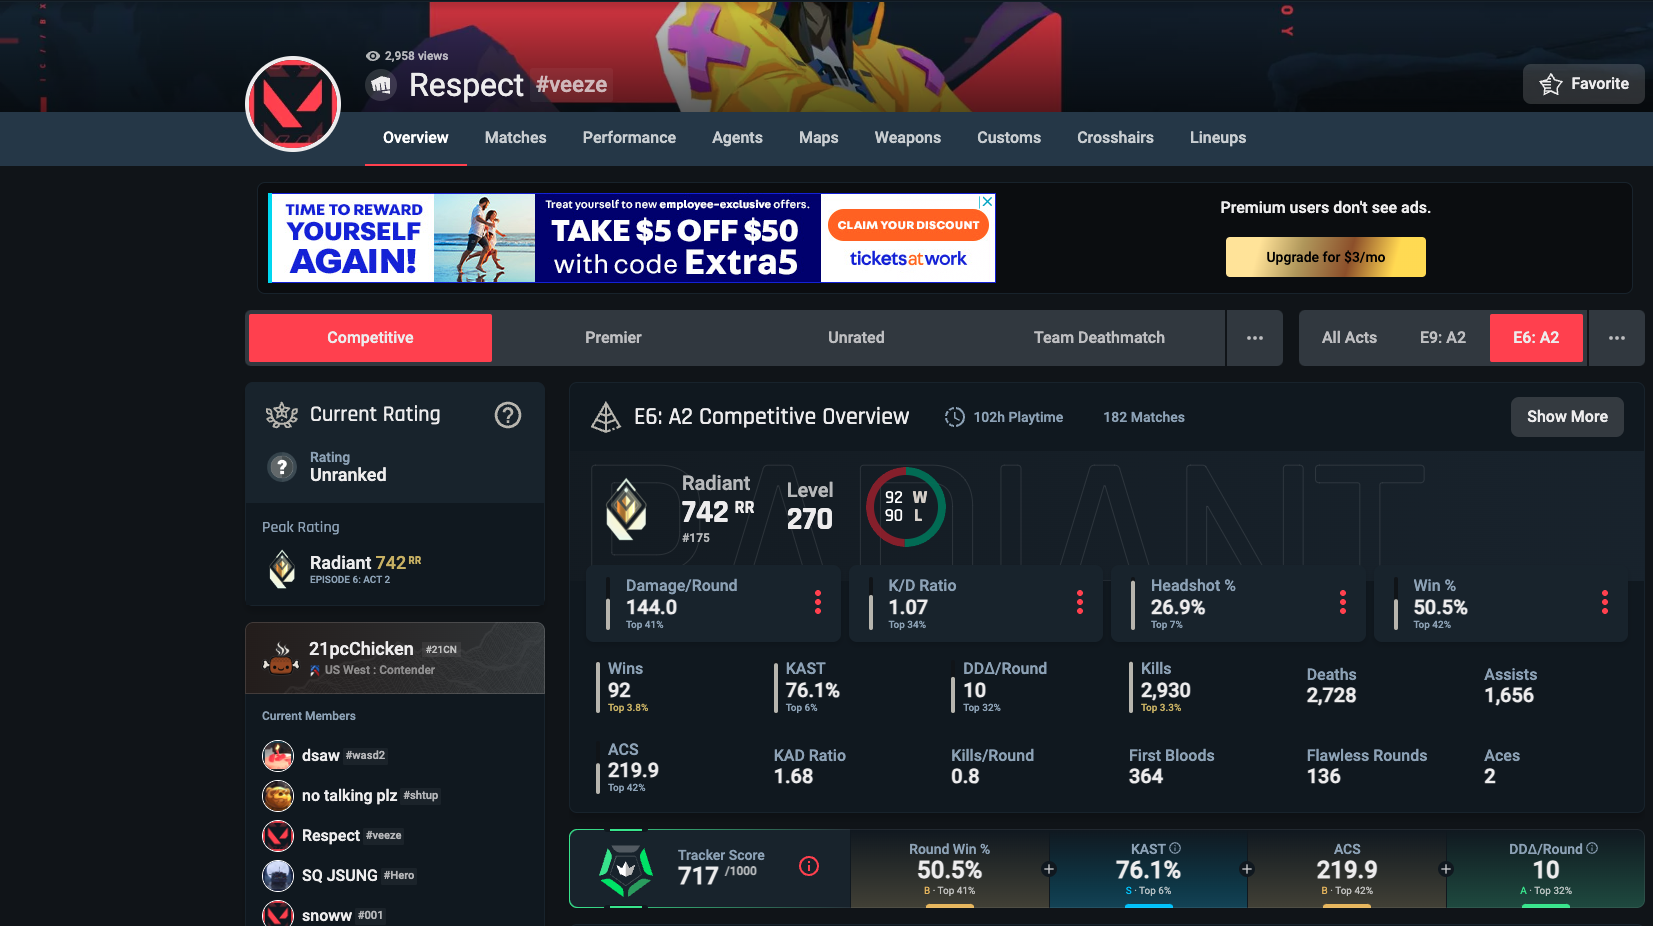 2,958 views
Respect #veeze
Favorite
Overview Matches Performance Agents Maps Weapons Customs Crosshairs Lineups
TIME TO REWARD
YOURSELF
AGAIN!
Treat yourself to new employee-exclusive offers.
TAKE $5 OFF $50
with code Extra5
CLAIM YOUR DISCOUNT
ticketsatwork
Premium users don't see ads.
Upgrade for $3/mo
Competitive Premier Unrated Team Deathmatch
All Acts E9: A2 E6: A2
Current Rating
Rating
Unranked
Peak Rating
Radiant 742 RR
EPISODE 6: ACT 2
21pcChicken #21CN
US West : Contender
Current Members
dsaw #wasd2
no talking plz #shtup
Respect #veeze
SQ JSUNG #Hero
snoww #001
E6: A2 Competitive Overview 102h Playtime 182 Matches
Show More
RADIANT
Radiant
742 RR
#175
Level
270
92 W
90 L
Damage/Round
144.0
Top 41%
K/D Ratio
1.07
Top 34%
Headshot %
26.9%
Top 7%
Win %
50.5%
Top 42%
Wins
92
Top 3.8%
KAST
76.1%
Top 6%
DDΔ/Round
10
Top 32%
Kills
2,930
Top 3.3%
Deaths
2,728
Assists
1,656
ACS
219.9
Top 42%
KAD Ratio
1.68
Kills/Round
0.8
First Bloods
364
Flawless Rounds
136
Aces
2
Tracker Score
717 /1000
Round Win %
50.5%
B · Top 41%
KAST
76.1%
S · Top 6%
ACS
219.9
B · Top 42%
DDΔ/Round
10
A · Top 32%